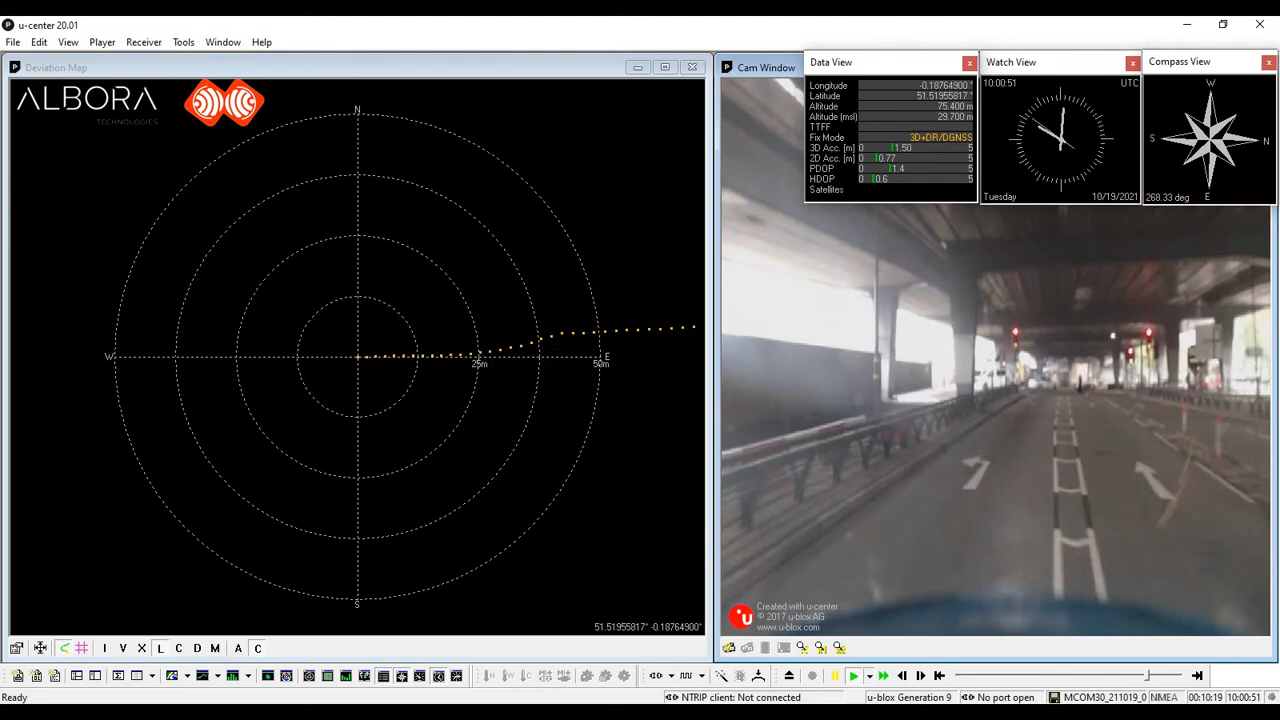 u-center 20.01
File Edit View Player Receiver Tools Window Help
Deviation Map
ALBORA
TECHNOLOGIES
N
W
E
25m
50m
S
51.51955817° -0.18764900°
Cam Window
Data View
Longitude -0.18764900 °
Latitude 51.51955817 °
Altitude 75.400 m
Altitude (msl) 29.700 m
TTFF
Fix Mode 3D+DR/DGNSS
3D Acc. [m] 0 1.50 5
2D Acc. [m] 0 0.77 5
PDOP 0 1.4 5
HDOP 0 0.6 5
Satellites
Watch View
10:00:51 UTC
Tuesday 10/19/2021
Compass View
W
S
N
E
268.33 deg
Created with u-center
© 2017 u-blox AG
www.u-blox.com
I V X L C D M A C
Ready NTRIP client: Not connected u-blox Generation 9 No port open MCOM30_211019_0 NMEA 00:10:19 10:00:51